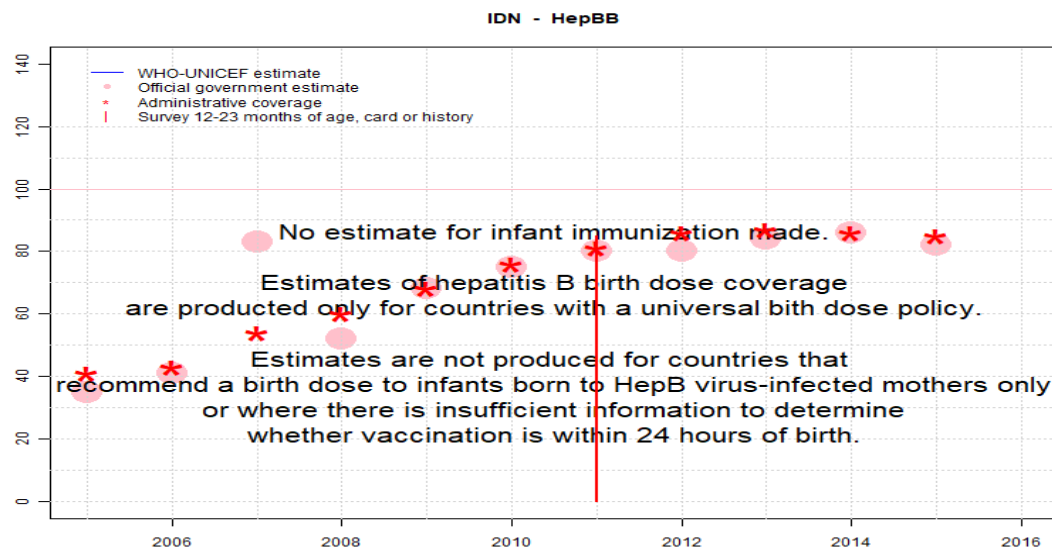 IDN - HepBB
140
120
100
80
60
40
20
0
WHO-UNICEF estimate
Official government estimate
Administrative coverage
Survey 12-23 months of age, card or history
No estimate for infant immunization made.
Estimates of hepatitis B birth dose coverage
are producted only for countries with a universal bith dose policy.
Estimates are not produced for countries that
recommend a birth dose to infants born to HepB virus-infected mothers only
or where there is insufficient information to determine
whether vaccination is within 24 hours of birth.
2006 2008 2010 2012 2014 2016